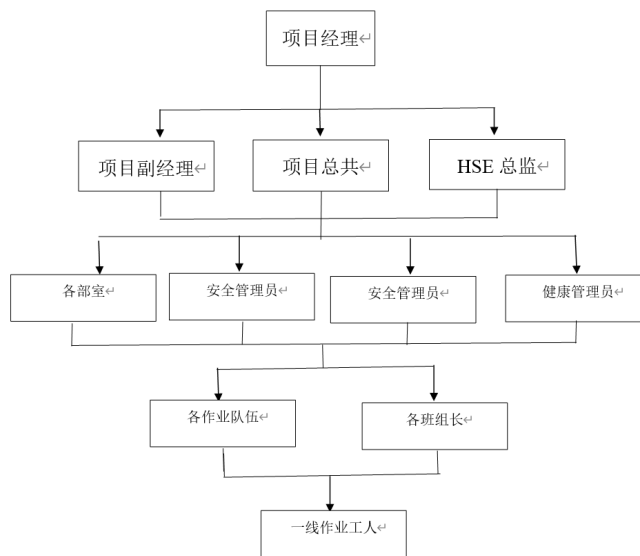 项目经理↵
项目副经理↵
项目总共↵
HSE 总监↵
各部室↵
安全管理员↵
安全管理员↵
健康管理员↵
各作业队伍↵
各班组长↵
一线作业工人↵